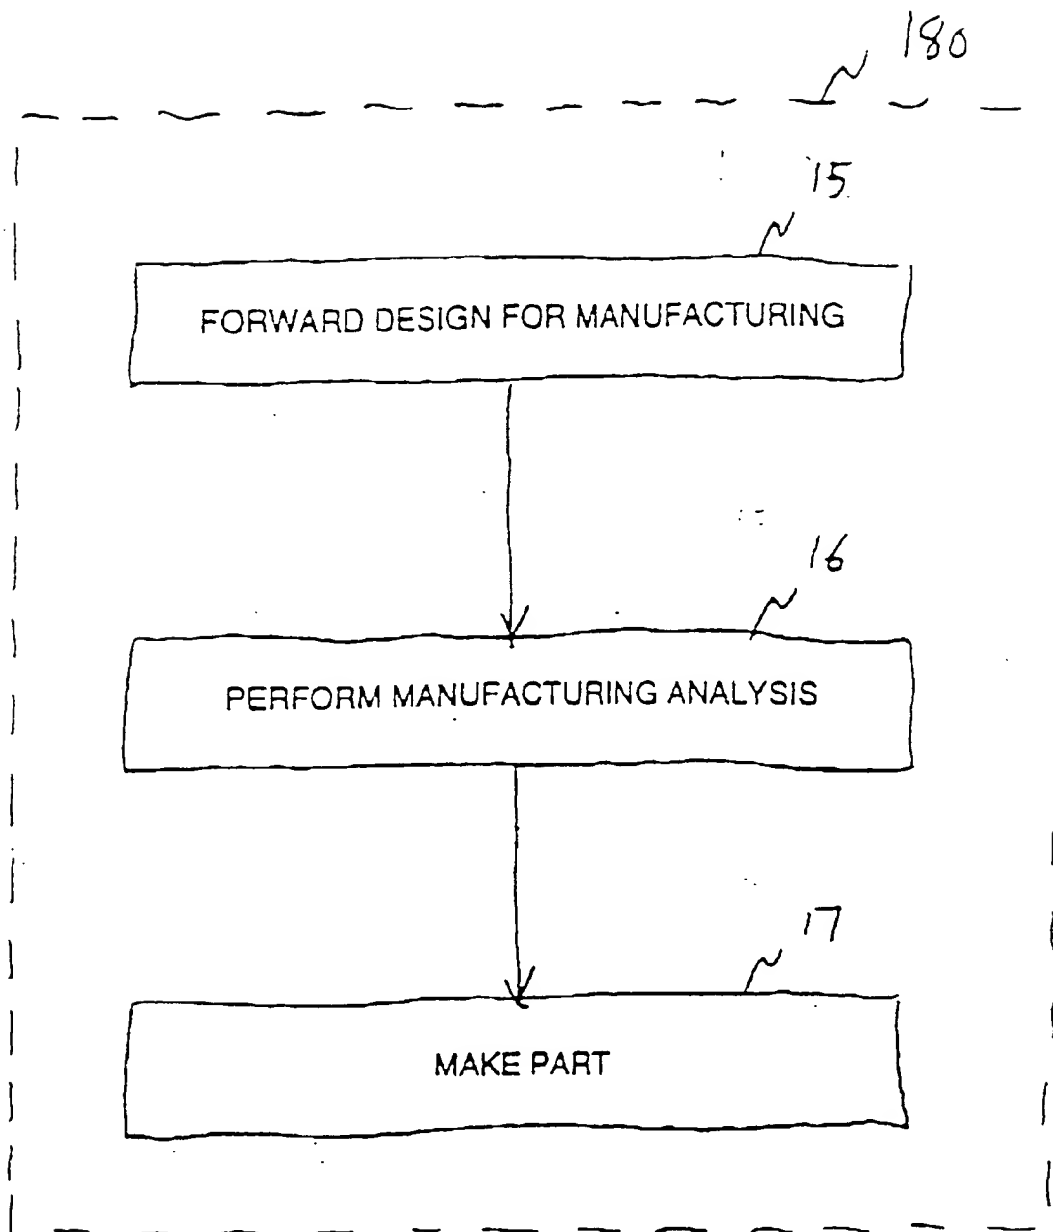 180
15
FORWARD DESIGN FOR MANUFACTURING
16
PERFORM MANUFACTURING ANALYSIS
17
MAKE PART